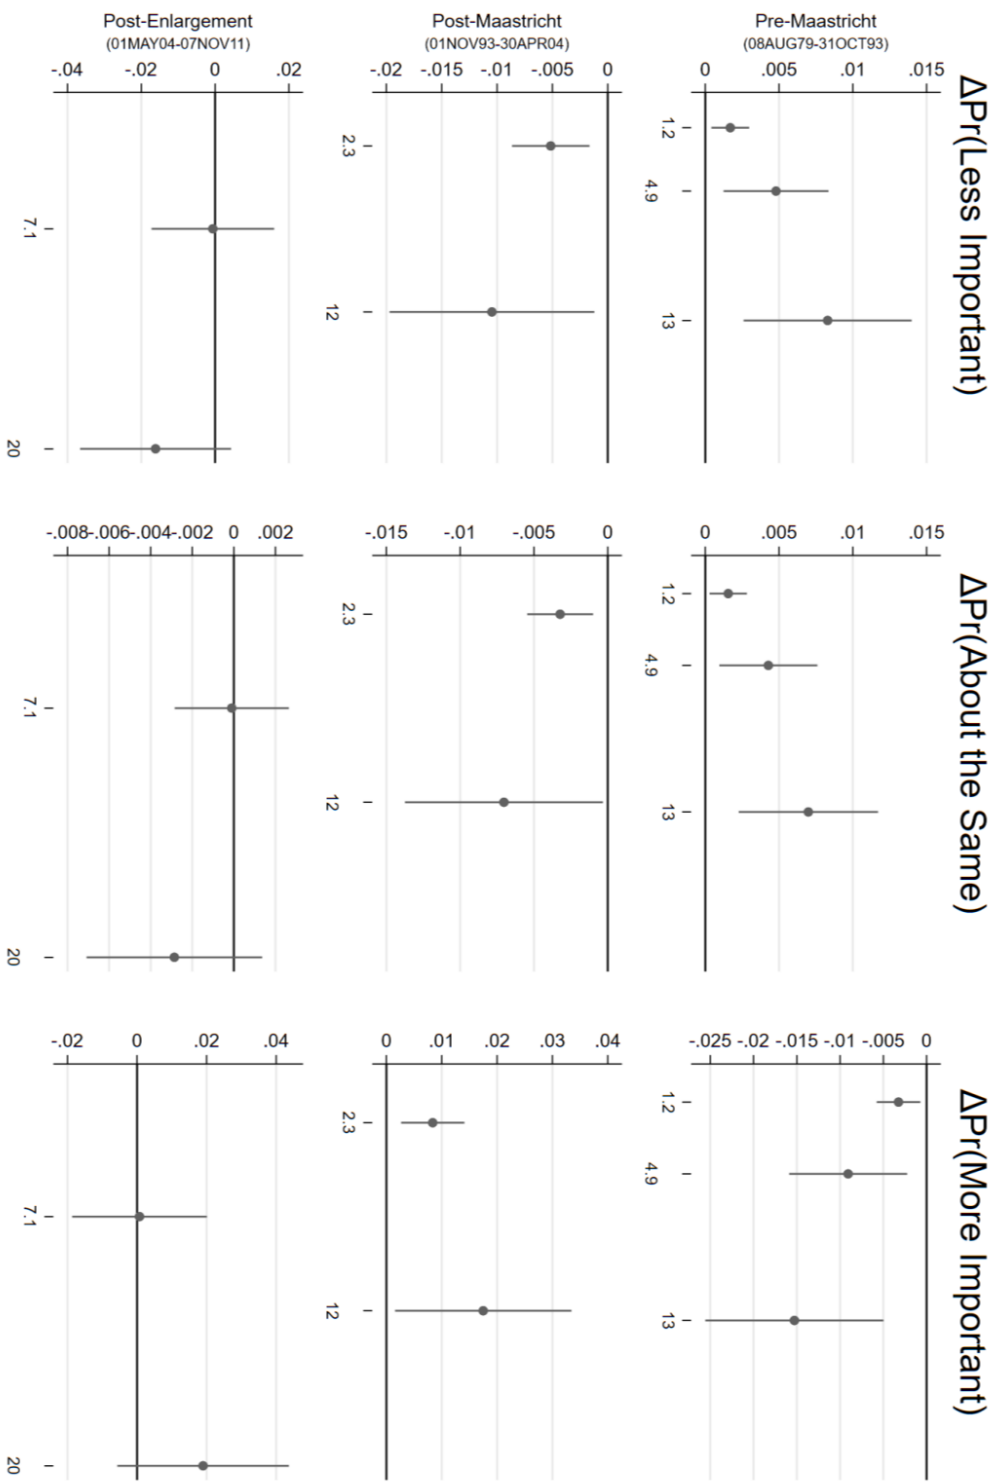 Post-Enlargement
(01MAY04-07NOV11)
Post-Maastricht
(01NOV93-30APR04)
Pre-Maastricht
(08AUG79-31OCT93)
ΔPr(Less Important)
-.04 -.02 0 .02
-.02 -.015 -.01 -.005 0
0 .005 .01 .015
7.1
20
2.3
12
1.2
4.9
13
ΔPr(About the Same)
-.008 -.006 -.004 -.002 0 .002
-.015 -.01 -.005 0
0 .005 .01 .015
7.1
20
2.3
12
1.2
4.9
13
ΔPr(More Important)
-.02 0 .02 .04
0 .01 .02 .03 .04
-.025 -.02 -.015 -.01 -.005 0
7.1
20
2.3
12
1.2
4.9
13